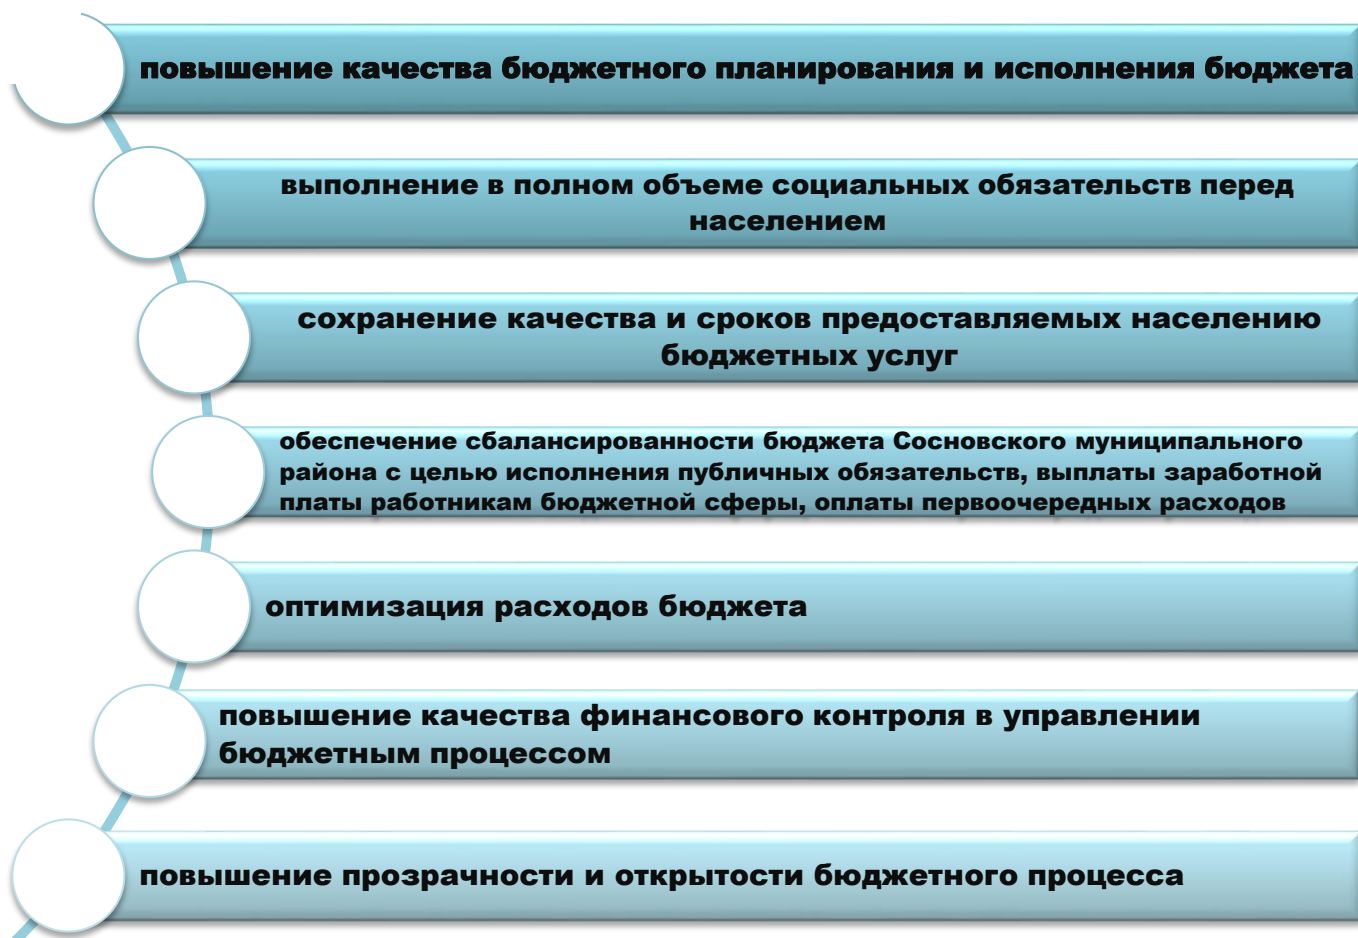 повышение качества бюджетного планирования и исполнения бюджета
выполнение в полном объеме социальных обязательств перед
населением
сохранение качества и сроков предоставляемых населению
бюджетных услуг
обеспечение сбалансированности бюджета Сосновского муниципального
района с целью исполнения публичных обязательств, выплаты заработной
платы работникам бюджетной сферы, оплаты первоочередных расходов
оптимизация расходов бюджета
повышение качества финансового контроля в управлении
бюджетным процессом
повышение прозрачности и открытости бюджетного процесса